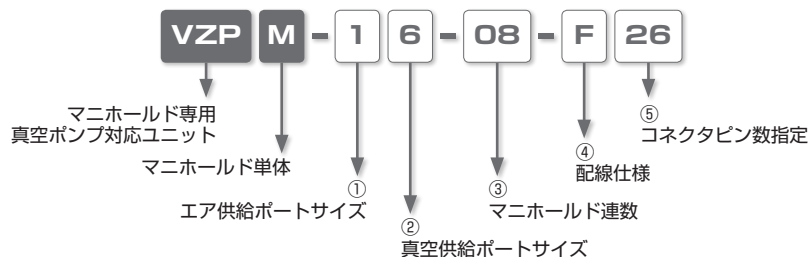 VZP M - 1 6 - 08 - F 26
マニホールド専用
真空ポンプ対応ユニット
マニホールド単体
①
エア供給ポートサイズ
②
真空供給ポートサイズ
③
マニホールド連数
④
配線仕様
⑤
コネクタピン数指定